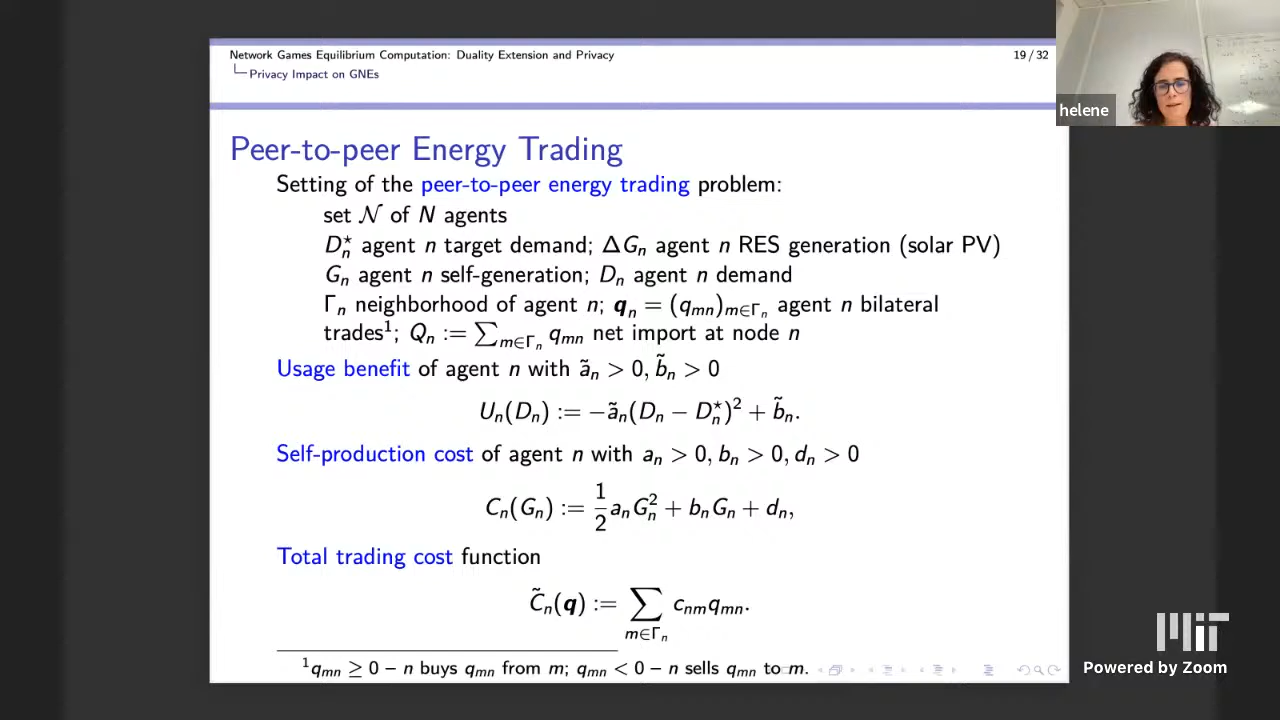 Network Games Equilibrium Computation: Duality Extension and Privacy
19 / 32
Privacy Impact on GNEs
helene
Peer-to-peer Energy Trading
Setting of the peer-to-peer energy trading problem:
set 𝒩 of N agents
D*ₙ agent n target demand; ΔGₙ agent n RES generation (solar PV)
Gₙ agent n self-generation; Dₙ agent n demand
Γₙ neighborhood of agent n; qₙ = (qₘₙ)ₘ∈Γₙ agent n bilateral
trades¹; Qₙ := ∑ₘ∈Γₙ qₘₙ net import at node n
Usage benefit of agent n with ãₙ > 0, b̃ₙ > 0
Uₙ(Dₙ) := −ãₙ(Dₙ − D*ₙ)² + b̃ₙ.
Self-production cost of agent n with aₙ > 0, bₙ > 0, dₙ > 0
Cₙ(Gₙ) := 1/2 aₙGₙ² + bₙGₙ + dₙ,
Total trading cost function
C̃ₙ(q) := ∑ₘ∈Γₙ cₙₘqₘₙ.
¹qₘₙ ≥ 0 – n buys qₘₙ from m; qₘₙ < 0 – n sells qₘₙ to m.
MIT
Powered by Zoom